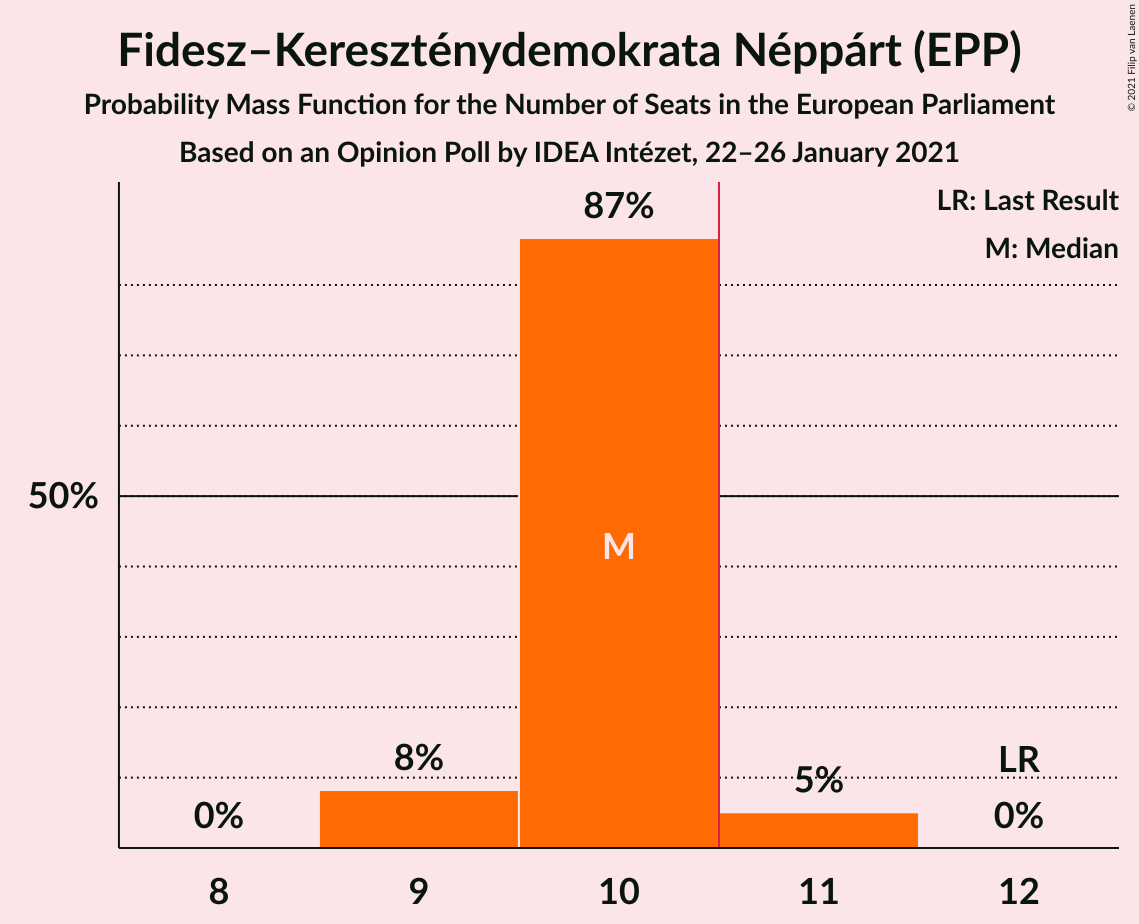 Fidesz–Kereszténydemokrata Néppárt (EPP)
Probability Mass Function for the Number of Seats in the European Parliament
Based on an Opinion Poll by IDEA Intézet, 22–26 January 2021
© 2021 Filip van Laenen
LR: Last Result
M: Median
87%
50%
M
8%
5%
LR
0%
0%
8
9
10
11
12